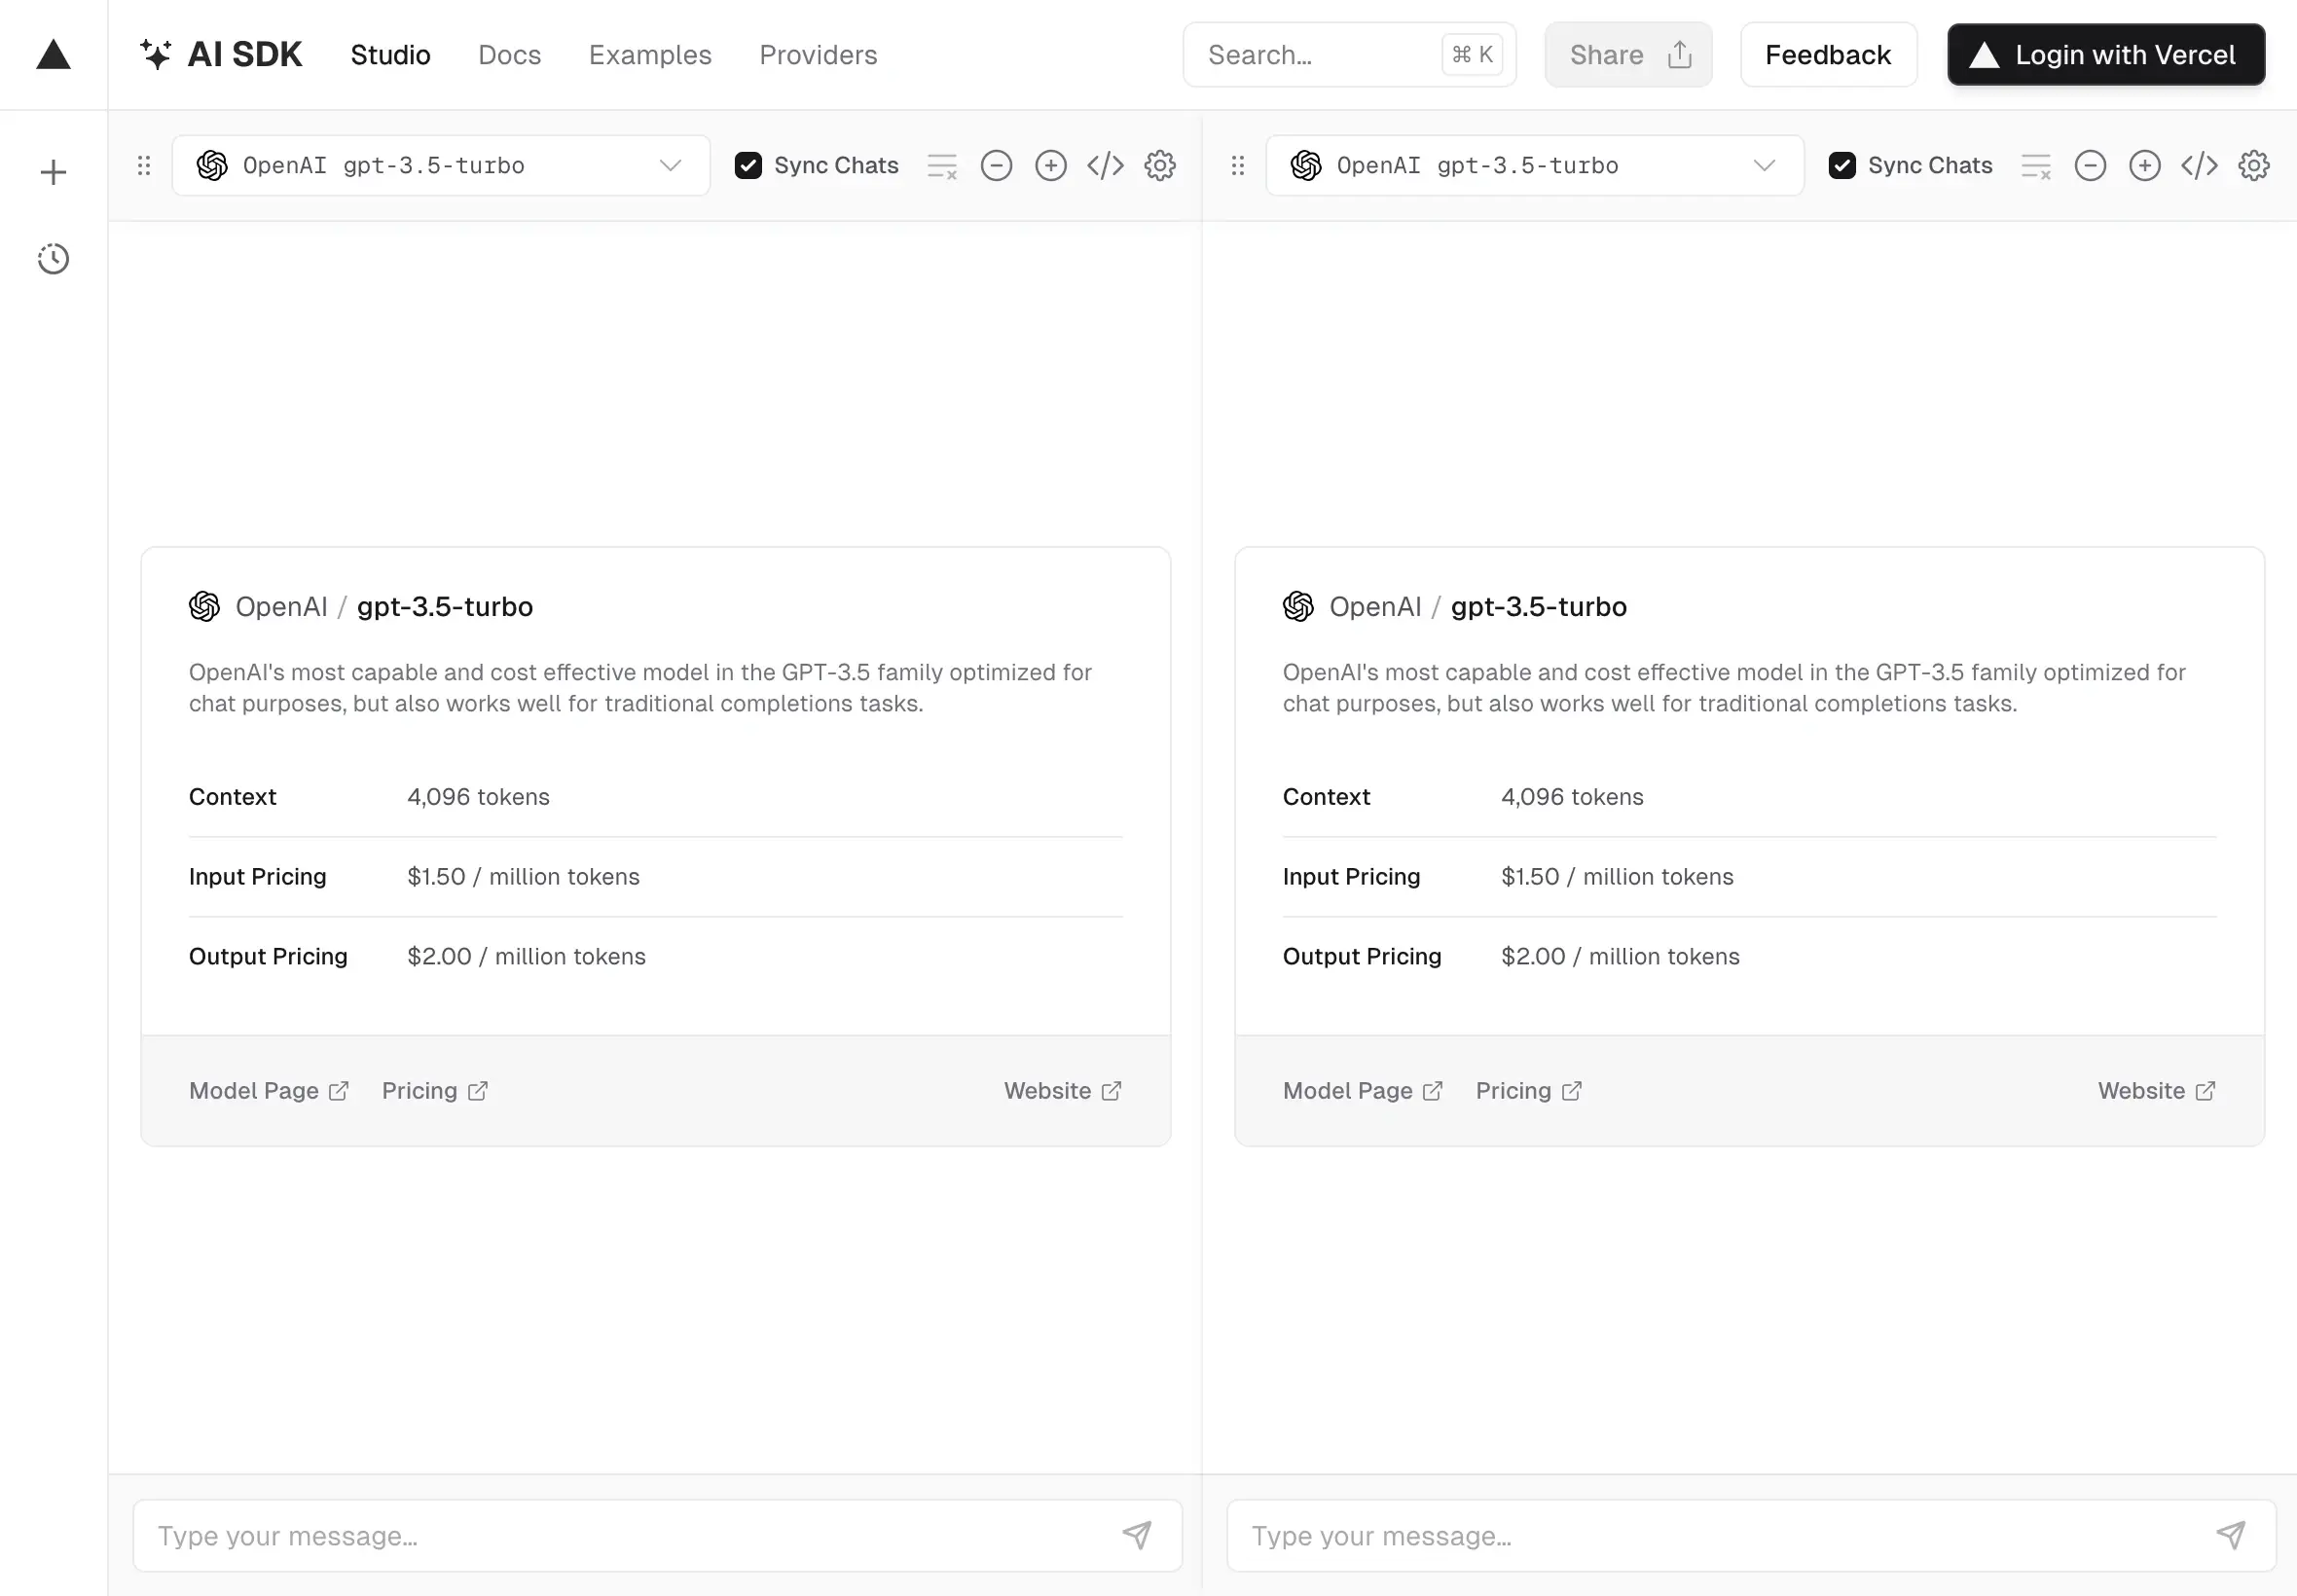 AI SDK Studio Docs Examples Providers Search... ⌘ K Share Feedback Login with Vercel
OpenAI gpt-3.5-turbo Sync Chats
OpenAI / gpt-3.5-turbo
OpenAI's most capable and cost effective model in the GPT-3.5 family optimized for
chat purposes, but also works well for traditional completions tasks.
Context 4,096 tokens
Input Pricing $1.50 / million tokens
Output Pricing $2.00 / million tokens
Model Page Pricing Website
Type your message...
OpenAI gpt-3.5-turbo Sync Chats
OpenAI / gpt-3.5-turbo
OpenAI's most capable and cost effective model in the GPT-3.5 family optimized for
chat purposes, but also works well for traditional completions tasks.
Context 4,096 tokens
Input Pricing $1.50 / million tokens
Output Pricing $2.00 / million tokens
Model Page Pricing Website
Type your message...